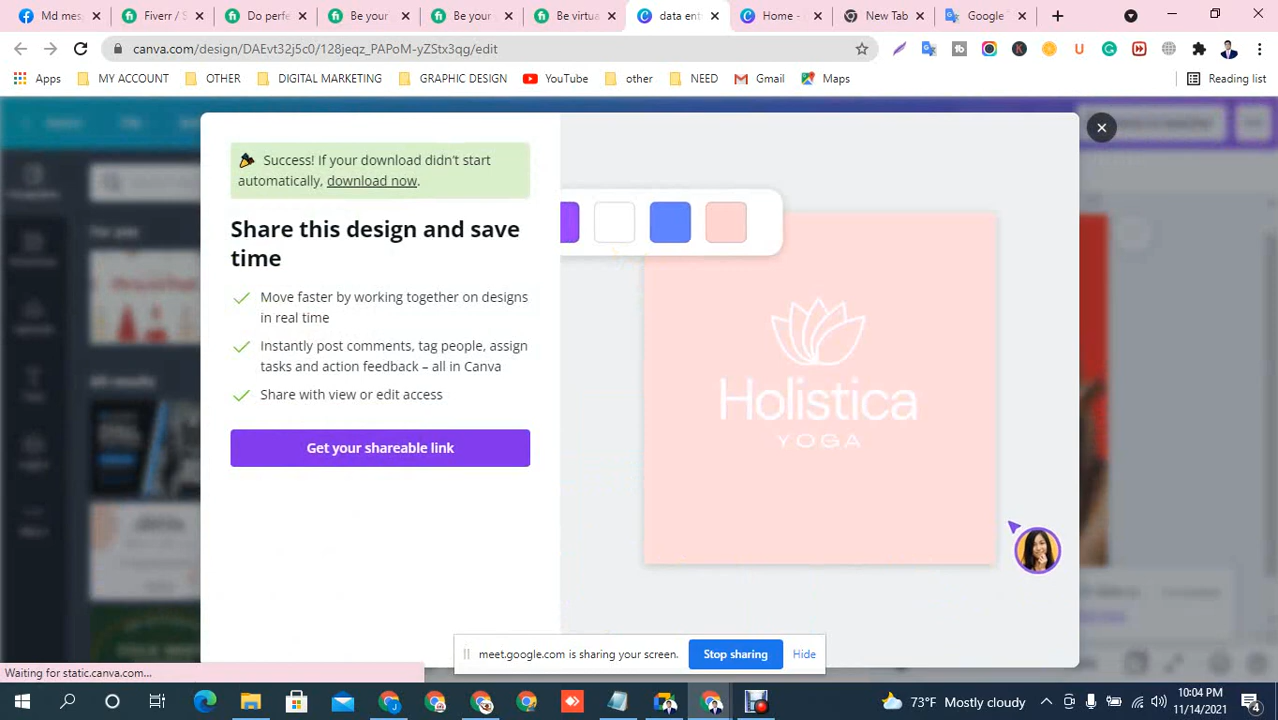 Md mes
Fiverr / S
Do perfe
Be your
Be your
Be virtua
data ent
Home -
New Tab
Google
canva.com/design/DAEvt32j5c0/128jeqz_PAPoM-yZStx3qg/edit
Apps
MY ACCOUNT
OTHER
DIGITAL MARKETING
GRAPHIC DESIGN
YouTube
other
NEED
Gmail
Maps
Reading list
Success! If your download didn't start
automatically, download now.
Share this design and save
time
Move faster by working together on designs
in real time
Instantly post comments, tag people, assign
tasks and action feedback – all in Canva
Share with view or edit access
Get your shareable link
Holistica
YOGA
meet.google.com is sharing your screen.
Stop sharing
Hide
Waiting for static.canva.com...
73°F Mostly cloudy
10:04 PM
11/14/2021
4